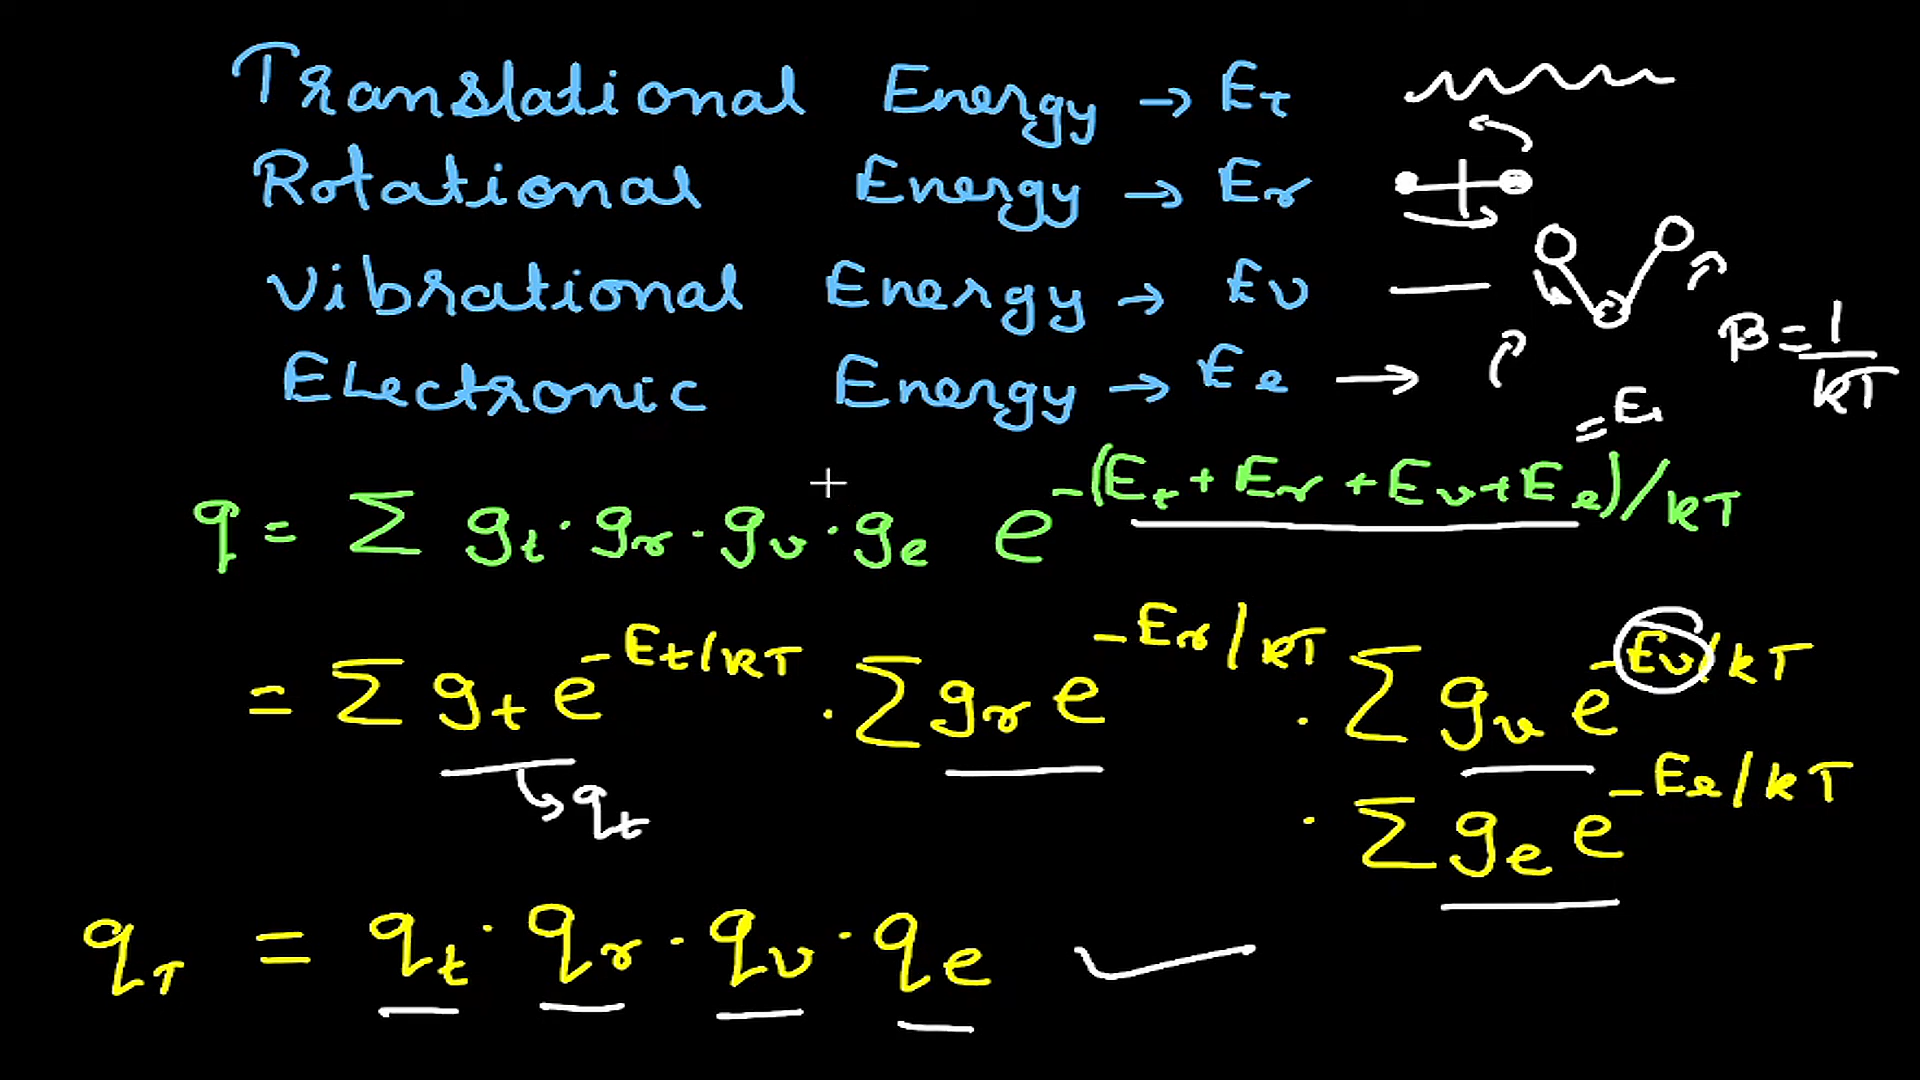 Translational Energy → Et
Rotational Energy → Er
Vibrational Energy → Ev
Electronic Energy → Ee →
B = 1/KT
= E1
q = Σ gt · gr · gv · ge e^-(Et + Er + Ev + Ee)/KT
= Σ gt e^-Et/KT · Σ gr e^-Er/KT · Σ gv e^-Ev/KT
· Σ ge e^-Ee/KT
qt
qT = qt · qr · qv · qe